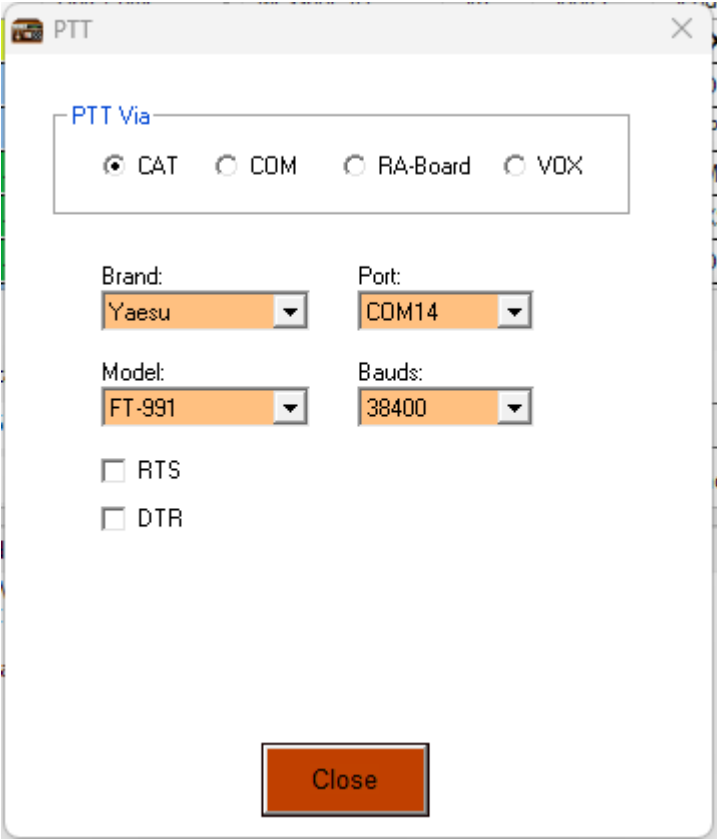 PTT
PTT Via
CAT COM RA-Board VOX
Brand: Port:
Yaesu COM14
Model: Bauds:
FT-991 38400
RTS
DTR
Close